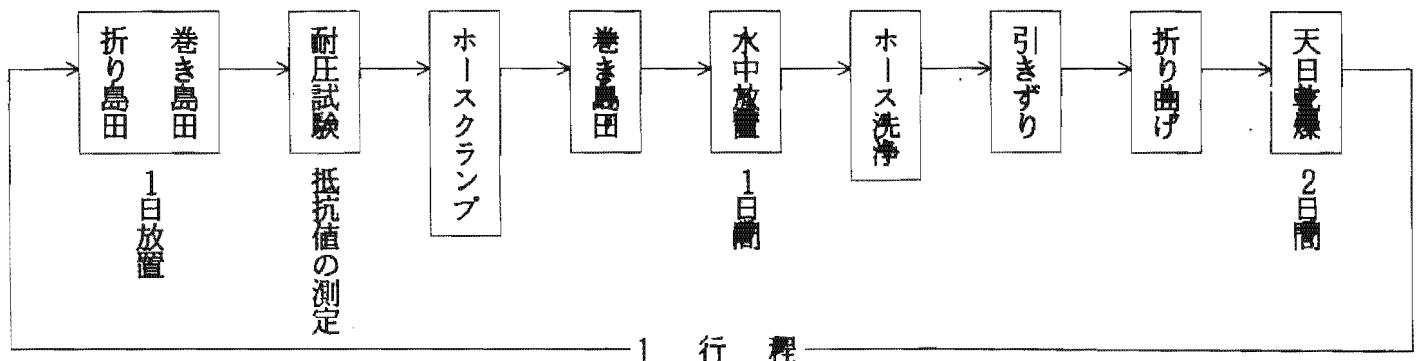 巻き島田
折り島田
1日放置
耐圧試験
抵抗値の測定
ホースクランプ
巻き島田
水中放置
1日間
ホース洗浄
引きずり
折り曲げ
天日乾燥
2日間
1 行 程